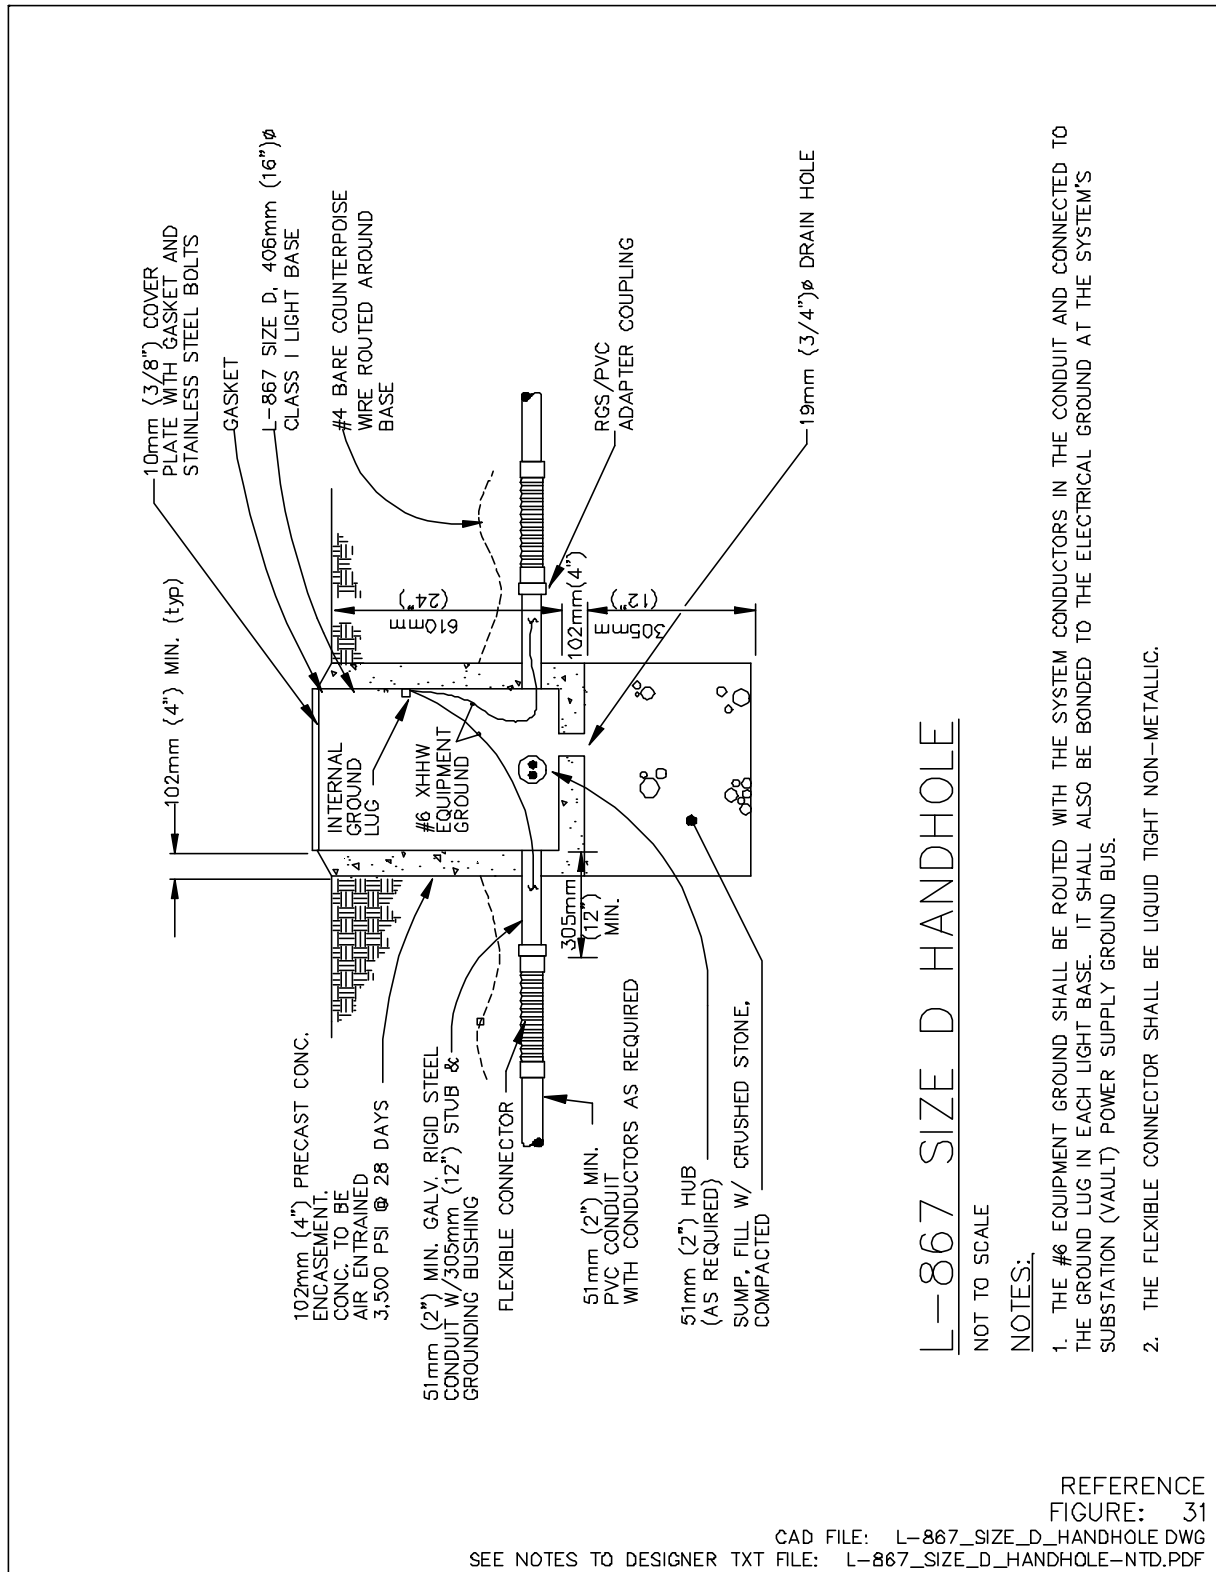 102mm (4") MIN. (typ)
10mm (3/8") COVER
PLATE WITH GASKET AND
STAINLESS STEEL BOLTS
GASKET
L-867 SIZE D, 406mm (16")ø
CLASS I LIGHT BASE
#4 BARE COUNTERPOISE
WIRE ROUTED AROUND
BASE
RGS/PVC
ADAPTER COUPLING
19mm (3/4")ø DRAIN HOLE
610mm
(24")
102mm(4")
305mm
(12")
INTERNAL
GROUND
LUG
#6 XHHW
EQUIPMENT
GROUND
305mm
(12")
MIN.
102mm (4") PRECAST CONC.
ENCASEMENT.
CONC. TO BE
AIR ENTRAINED
3,500 PSI @ 28 DAYS
51mm (2") MIN. GALV. RIGID STEEL
CONDUIT W/305mm (12") STUB &
GROUNDING BUSHING
FLEXIBLE CONNECTOR
51mm (2") MIN.
PVC CONDUIT
WITH CONDUCTORS AS REQUIRED
51mm (2") HUB
(AS REQUIRED)
SUMP, FILL W/ CRUSHED STONE,
COMPACTED
L-867 SIZE D HANDHOLE
NOT TO SCALE
NOTES:
1. THE #6 EQUIPMENT GROUND SHALL BE ROUTED WITH THE SYSTEM CONDUCTORS IN THE CONDUIT AND CONNECTED TO
THE GROUND LUG IN EACH LIGHT BASE. IT SHALL ALSO BE BONDED TO THE ELECTRICAL GROUND AT THE SYSTEM'S
SUBSTATION (VAULT) POWER SUPPLY GROUND BUS.
2. THE FLEXIBLE CONNECTOR SHALL BE LIQUID TIGHT NON-METALLIC.
REFERENCE
FIGURE: 31
CAD FILE: L-867_SIZE_D_HANDHOLE.DWG
SEE NOTES TO DESIGNER TXT FILE: L-867_SIZE_D_HANDHOLE-NTD.PDF